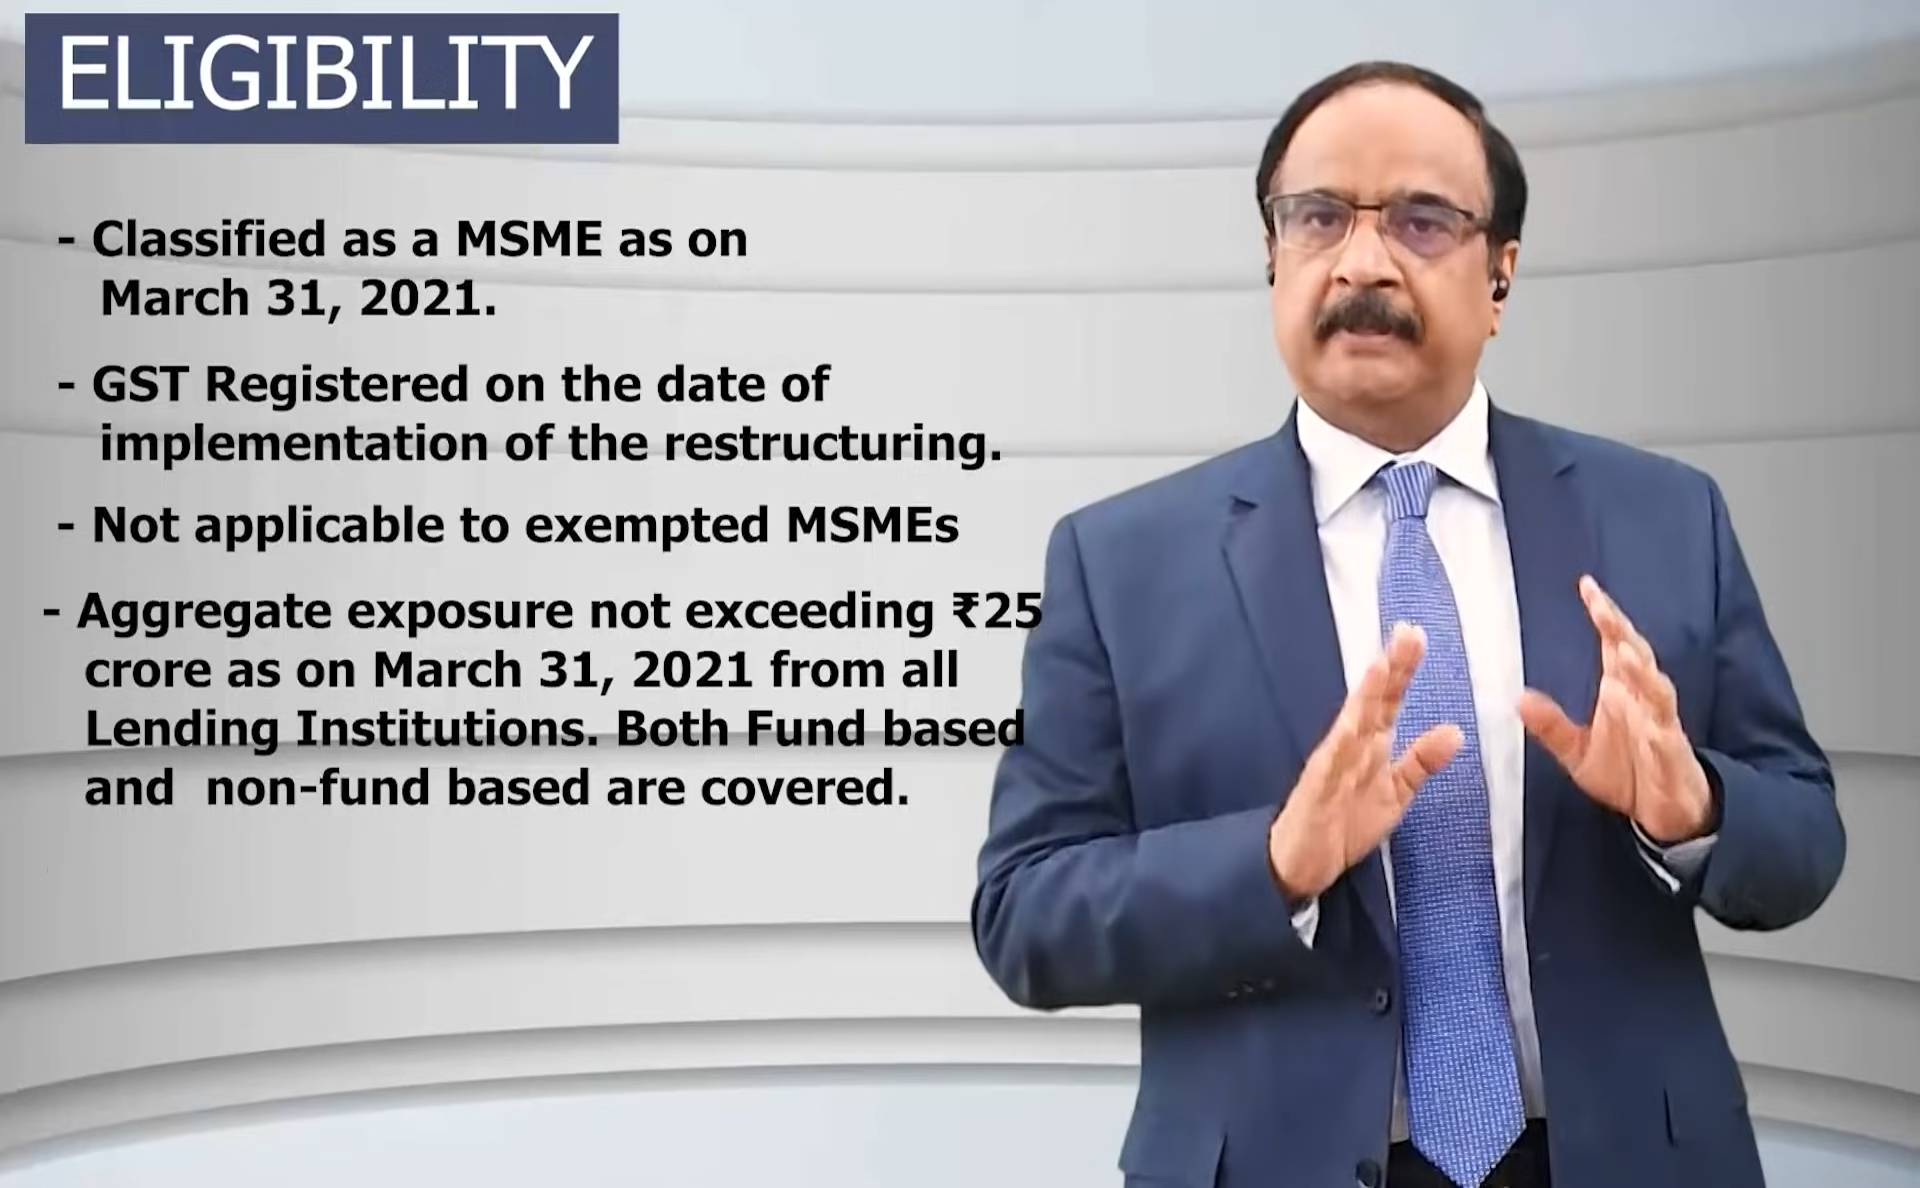 ELIGIBILITY
- Classified as a MSME as on
March 31, 2021.
- GST Registered on the date of
implementation of the restructuring.
- Not applicable to exempted MSMEs
- Aggregate exposure not exceeding ₹25
crore as on March 31, 2021 from all
Lending Institutions. Both Fund based
and  non-fund based are covered.